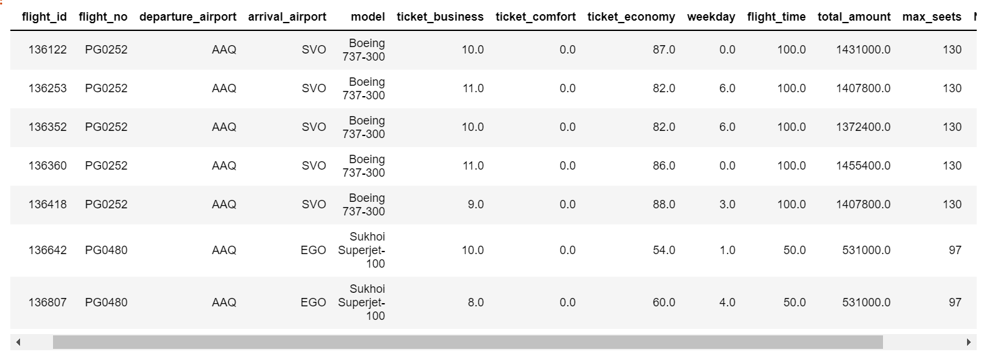 flight_id flight_no departure_airport arrival_airport model ticket_business ticket_comfort ticket_economy weekday flight_time total_amount max_seets
136122 PG0252 AAQ SVO Boeing 737-300 10.0 0.0 87.0 0.0 100.0 1431000.0 130
136253 PG0252 AAQ SVO Boeing 737-300 11.0 0.0 82.0 6.0 100.0 1407800.0 130
136352 PG0252 AAQ SVO Boeing 737-300 10.0 0.0 82.0 6.0 100.0 1372400.0 130
136360 PG0252 AAQ SVO Boeing 737-300 11.0 0.0 86.0 0.0 100.0 1455400.0 130
136418 PG0252 AAQ SVO Boeing 737-300 9.0 0.0 88.0 3.0 100.0 1407800.0 130
136642 PG0480 AAQ EGO Sukhoi Superjet-100 10.0 0.0 54.0 1.0 50.0 531000.0 97
136807 PG0480 AAQ EGO Sukhoi Superjet-100 8.0 0.0 60.0 4.0 50.0 531000.0 97